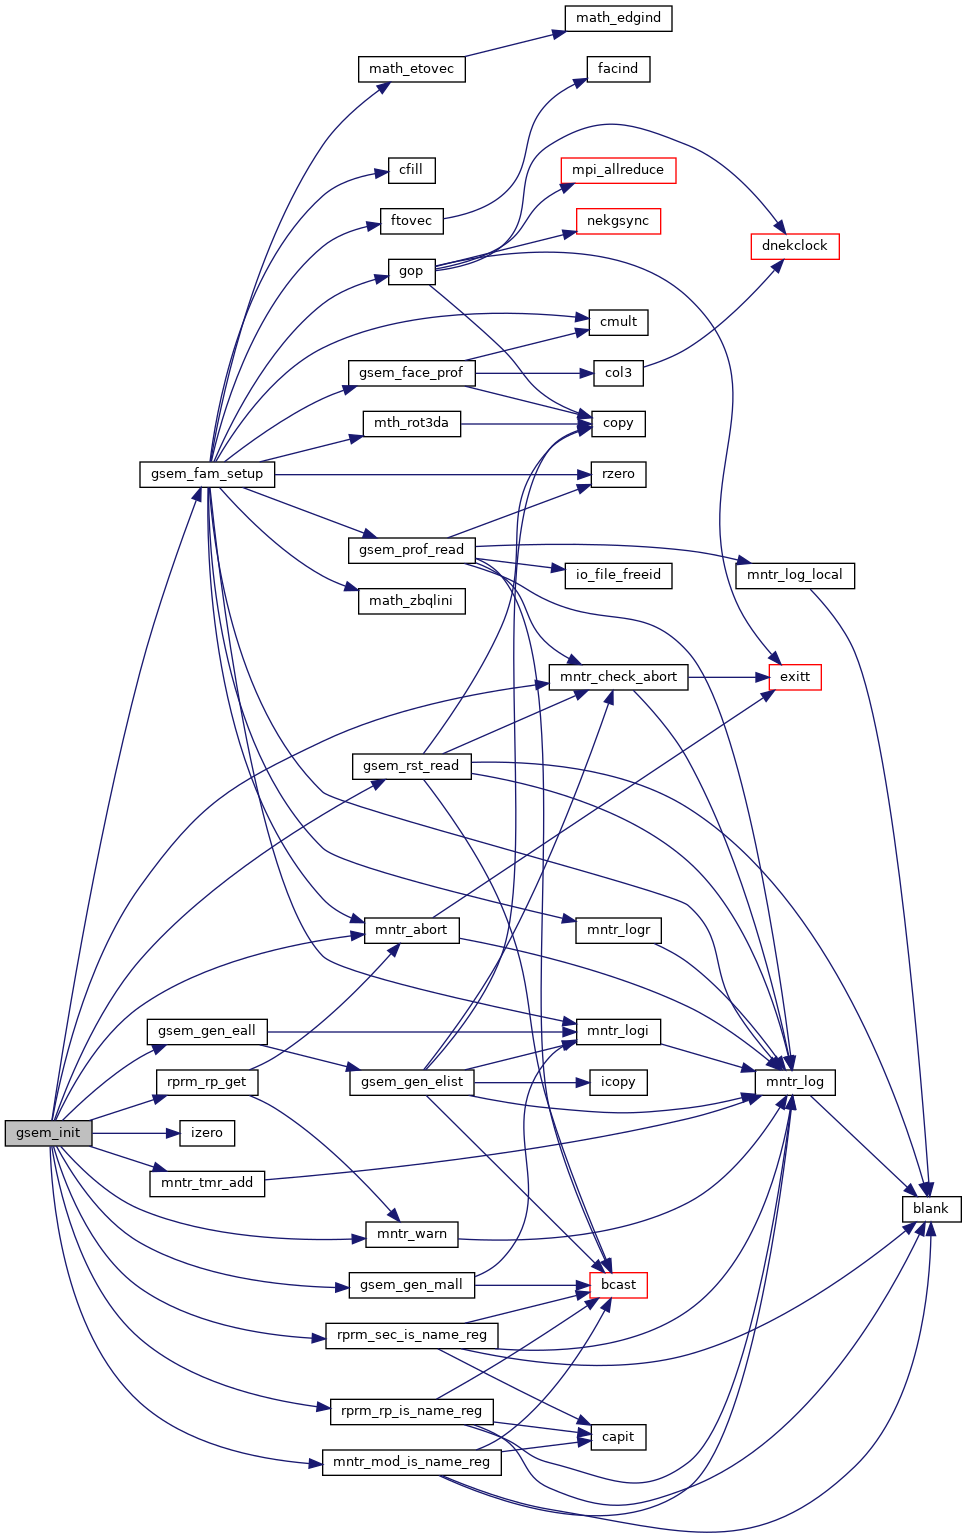 math_edgind
math_etovec
facind
cfill
mpi_allreduce
ftovec
nekgsync
dnekclock
gop
cmult
gsem_face_prof
col3
mth_rot3da
copy
gsem_fam_setup
rzero
gsem_prof_read
io_file_freeid
mntr_log_local
math_zbqlini
mntr_check_abort
exitt
gsem_rst_read
mntr_abort
mntr_logr
gsem_gen_eall
mntr_logi
rprm_rp_get
gsem_gen_elist
icopy
mntr_log
gsem_init
izero
mntr_tmr_add
blank
mntr_warn
gsem_gen_mall
bcast
rprm_sec_is_name_reg
rprm_rp_is_name_reg
capit
mntr_mod_is_name_reg